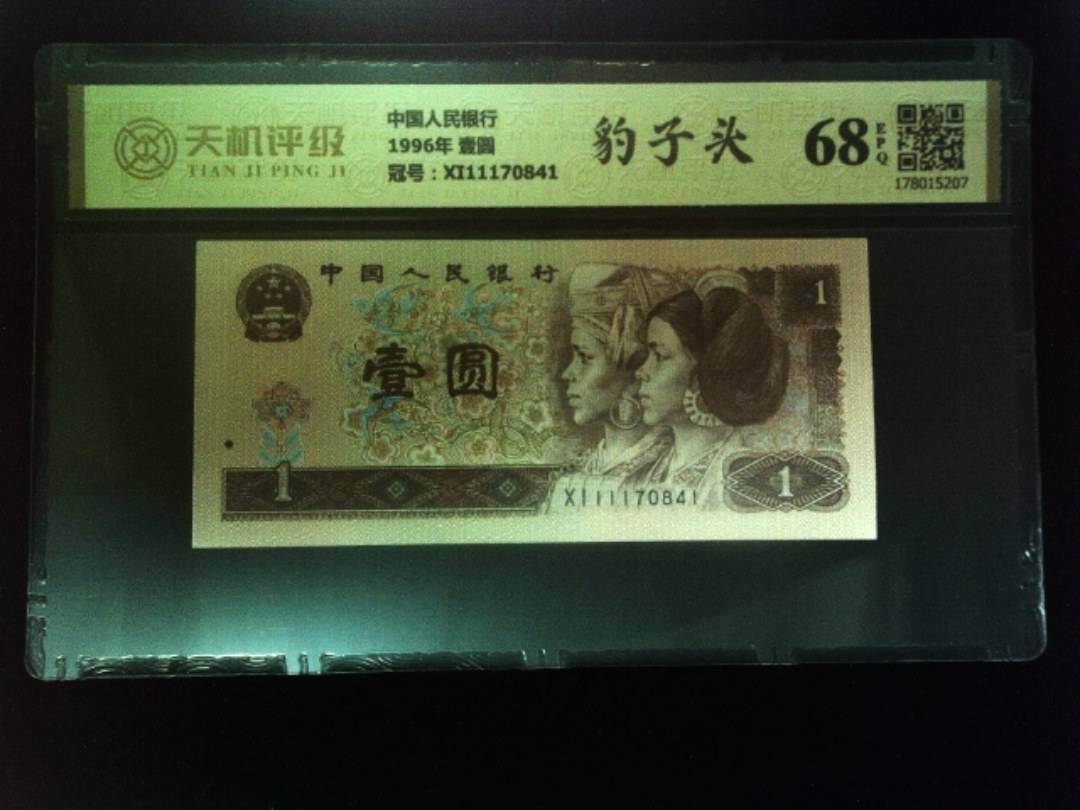 天机评级
TIAN JI PING JI
中国人民银行
1996年 壹圆
冠号：XI11170841
豹子头
68
EPQ
178015207
中国人民银行
1
壹圆
1
XI11170841
1